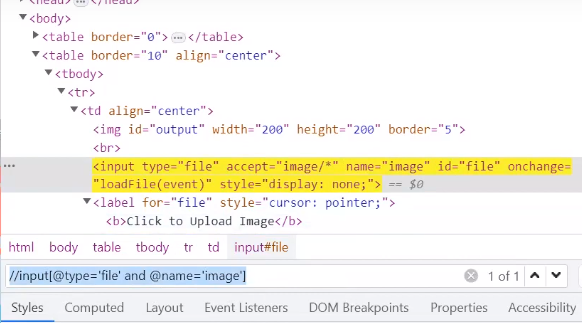 <head> … </head>
<body>
<table border="0"> … </table>
<table border="10" align="center">
<tbody>
<tr>
<td align="center">
<img id="output" width="200" height="200" border="5">
<br>
… <input type="file" accept="image/*" name="image" id="file" onchange=
"loadFile(event)" style="display: none;"> == $0
<label for="file" style="cursor: pointer;">
<b>Click to Upload Image</b>
html body table tbody tr td input#file
//input[@type='file' and @name='image'] 1 of 1
Styles Computed Layout Event Listeners DOM Breakpoints Properties Accessibility